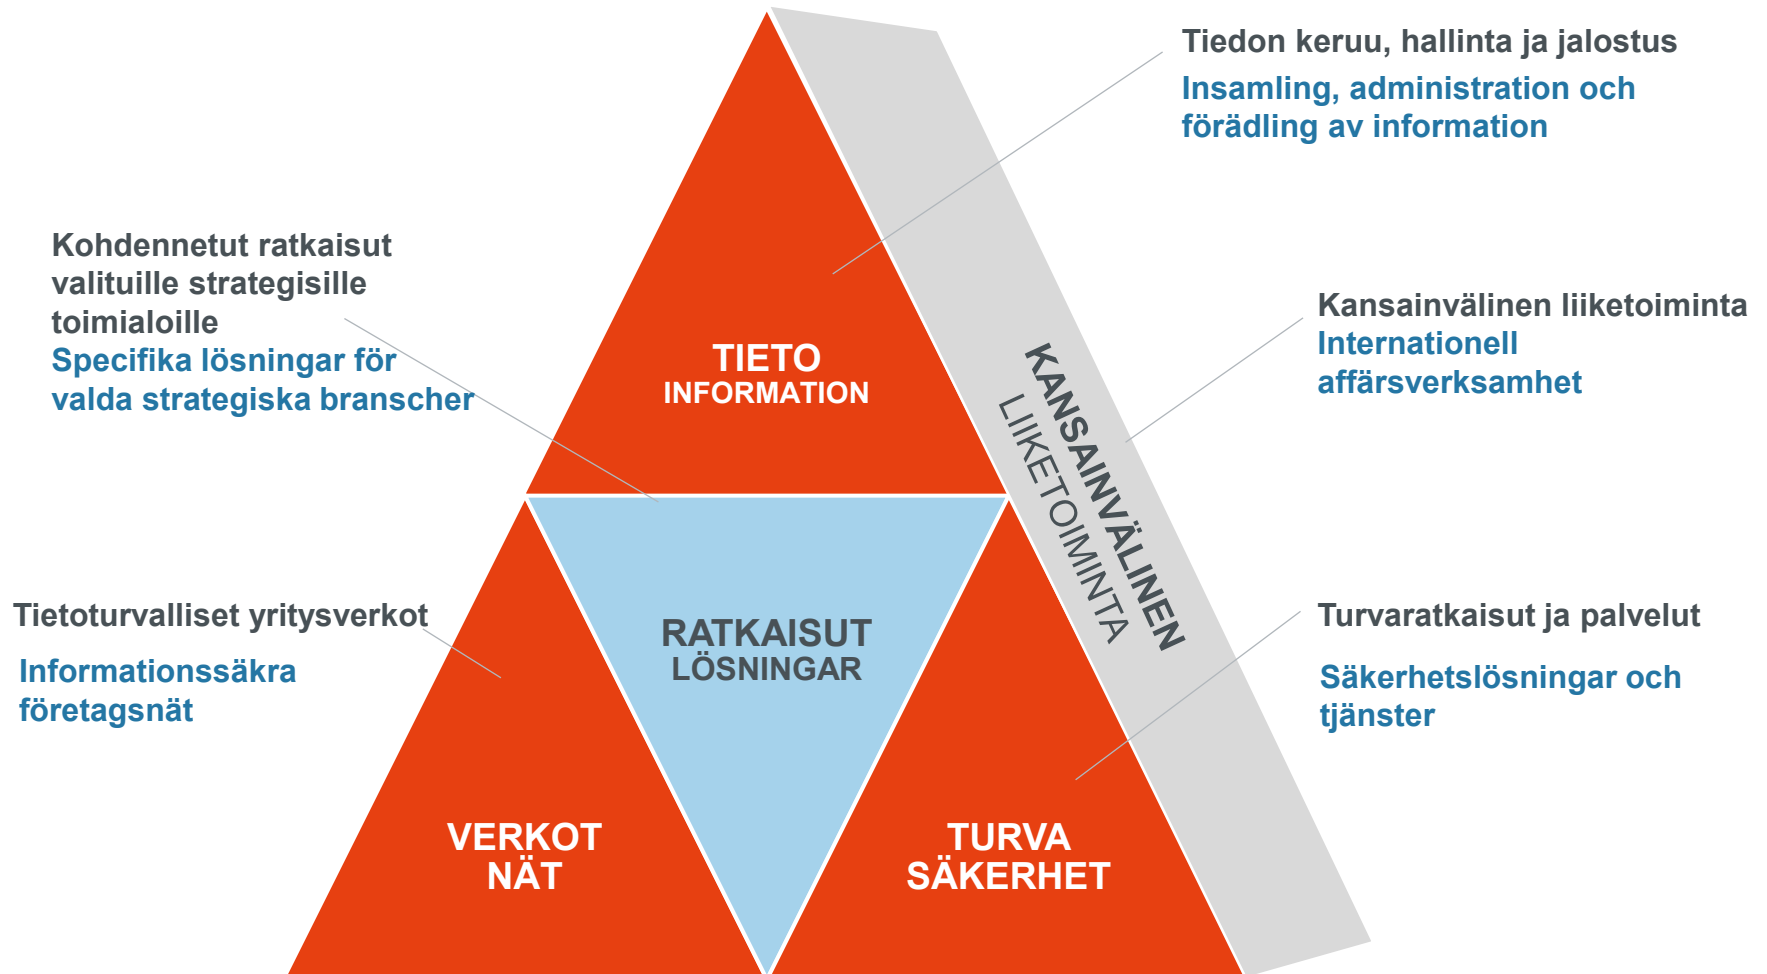 Tiedon keruu, hallinta ja jalostus
Insamling, administration och
förädling av information
Kohdennetut ratkaisut
valituille strategisille
toimialoille
Specifika lösningar för
valda strategiska branscher
TIETO
INFORMATION
KANSAINVÄLINEN
LIIKETOIMINTA
Kansainvälinen liiketoiminta
Internationell
affärsverksamhet
Tietoturvalliset yritysverkot
Informationssäkra
företagsnät
RATKAISUT
LÖSNINGAR
Turvaratkaisut ja palvelut
Säkerhetslösningar och
tjänster
VERKOT
NÄT
TURVA
SÄKERHET